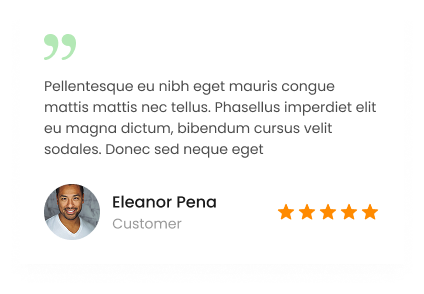 Pellentesque eu nibh eget mauris congue
mattis mattis nec tellus. Phasellus imperdiet elit
eu magna dictum, bibendum cursus velit
sodales. Donec sed neque eget
Eleanor Pena
Customer